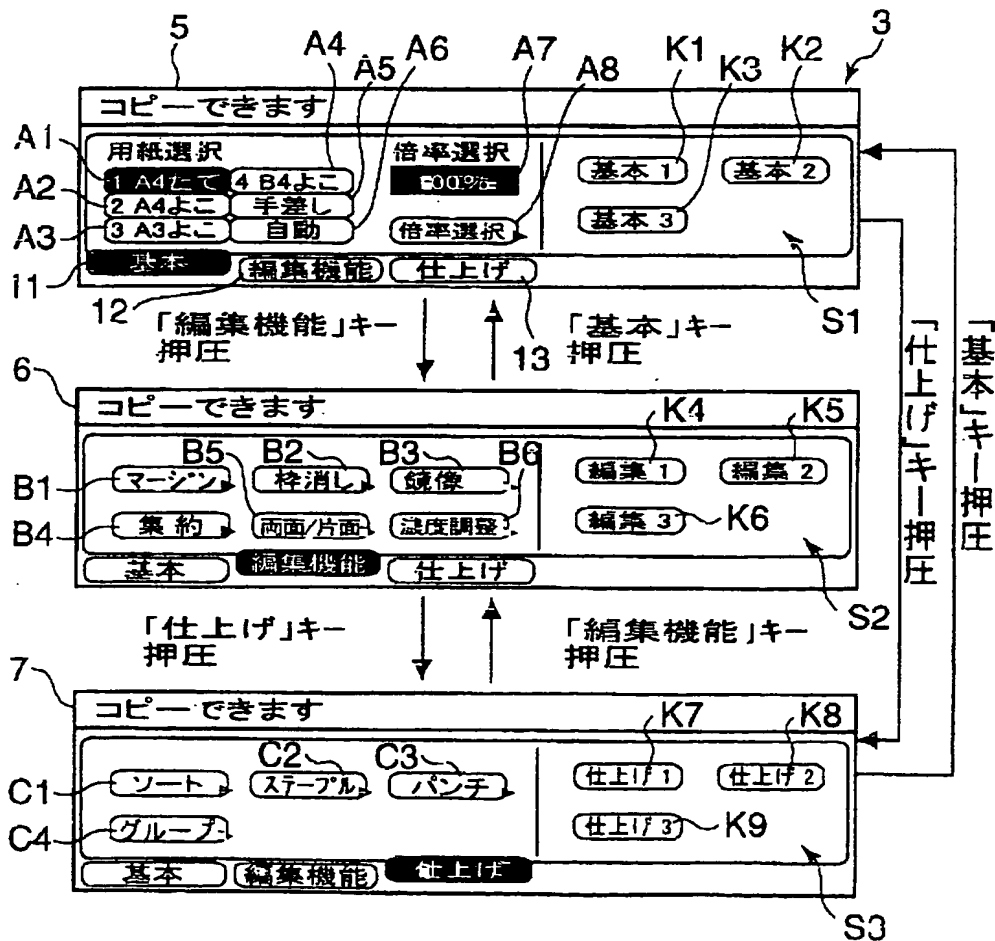 5 A4 A6 A7 K1 K2 3
A5 A8 K3
コピーできます
A1 用紙選択 倍率選択
1 A4たて 4 B4よこ 基本 1 基本 2
A2 2 A4よこ 手差し 基本 3
A3 3 A3よこ 自動 倍率選択
11 基本 編集機能 仕上げ
12 13 S1
「編集機能」キー押圧
「基本」キー押圧
「仕上げ」キー押圧
「基本」キー押圧
6 コピーできます K4 K5
B5 B2 B3 B6
B1 マージン 枠消し 鏡像 編集 1 編集 2
B4 集約 両面/片面 濃度調整 編集 3 K6
基本 編集機能 仕上げ
S2
「仕上げ」キー押圧
「編集機能」キー押圧
7 コピーできます K7 K8
C2 C3
C1 ソート ステープル パンチ 仕上げ 1 仕上げ 2
C4 グループ 仕上げ 3 K9
基本 編集機能 仕上げ
S3